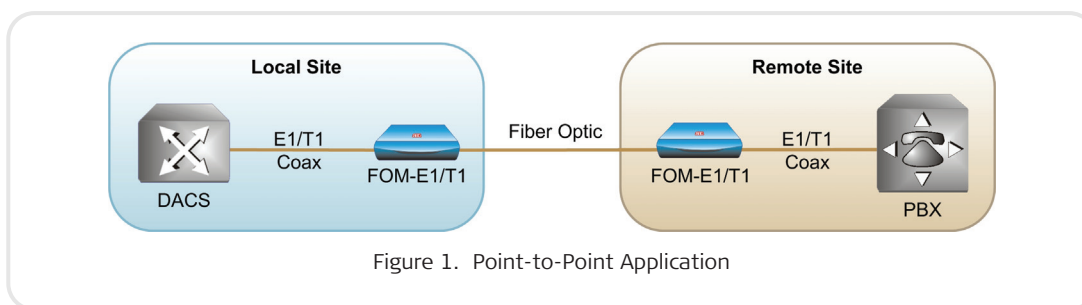 Local Site
Remote Site
E1/T1
Coax
DACS
FOM-E1/T1
Fiber Optic
FOM-E1/T1
E1/T1
Coax
PBX
Figure 1. Point-to-Point Application